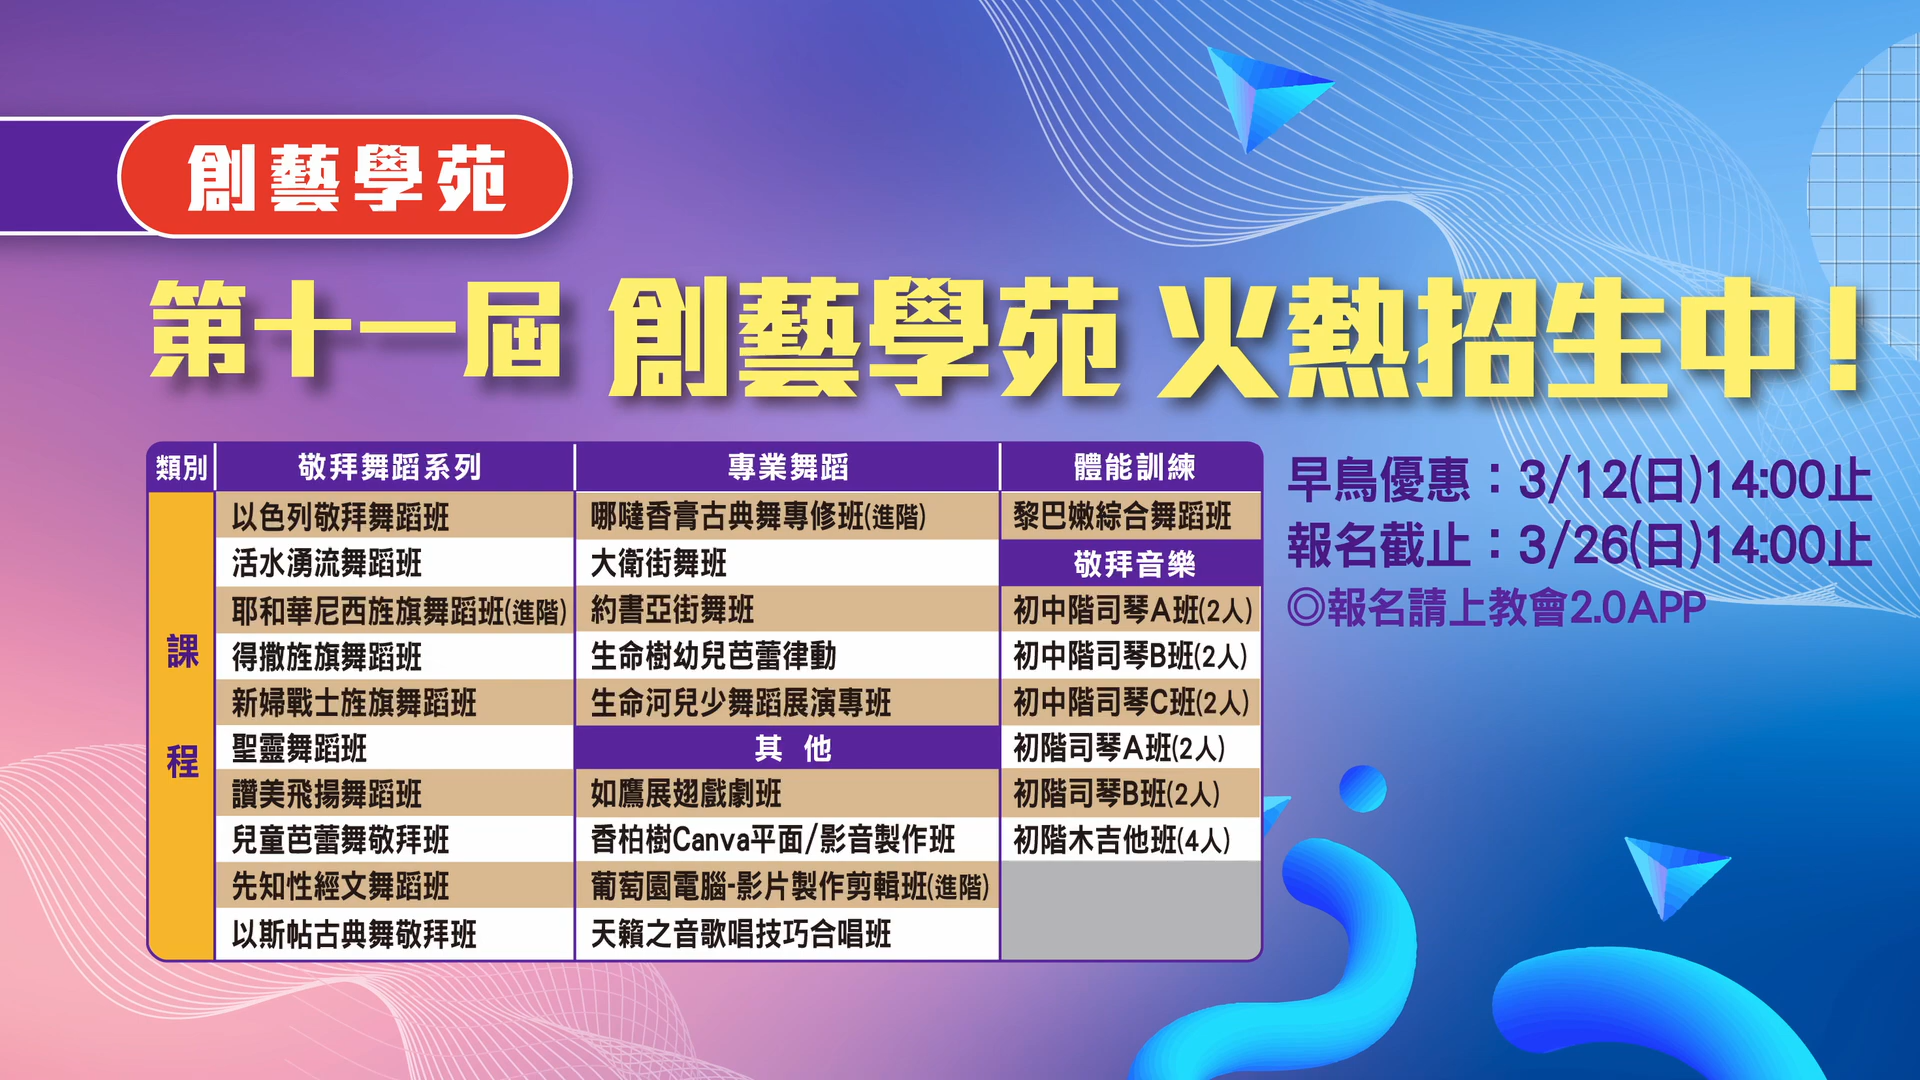 創藝學苑
第十一屆 創藝學苑 火熱招生中!
類別 敬拜舞蹈系列 專業舞蹈 體能訓練
課程
以色列敬拜舞蹈班
活水湧流舞蹈班
耶和華尼西旌旗舞蹈班(進階)
得撒旌旗舞蹈班
新婦戰士旌旗舞蹈班
聖靈舞蹈班
讚美飛揚舞蹈班
兒童芭蕾舞敬拜班
先知性經文舞蹈班
以斯帖古典舞敬拜班
哪噠香膏古典舞專修班(進階)
大衛街舞班
約書亞街舞班
生命樹幼兒芭蕾律動
生命河兒少舞蹈展演專班
其 他
如鷹展翅戲劇班
香柏樹Canva平面/影音製作班
葡萄園電腦-影片製作剪輯班(進階)
天籟之音歌唱技巧合唱班
黎巴嫩綜合舞蹈班
敬拜音樂
初中階司琴A班(2人)
初中階司琴B班(2人)
初中階司琴C班(2人)
初階司琴A班(2人)
初階司琴B班(2人)
初階木吉他班(4人)
早鳥優惠：3/12(日)14:00止
報名截止：3/26(日)14:00止
◎報名請上教會2.0APP